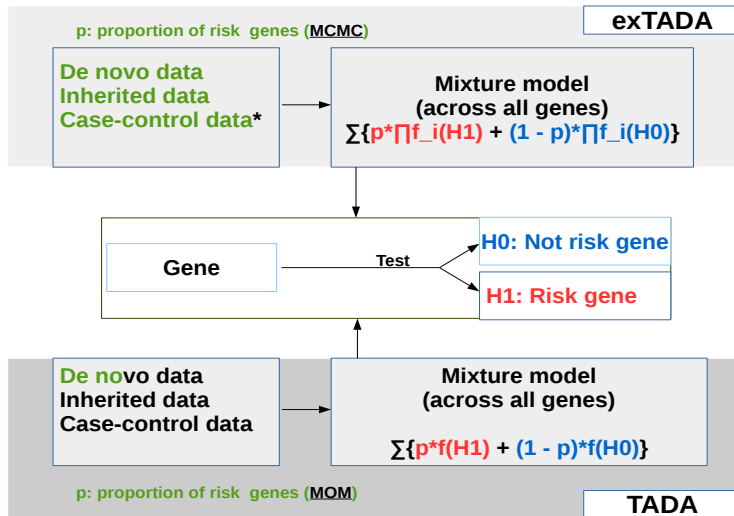 exTADA
p: proportion of risk genes (MCMC)
De novo data
Inherited data
Case-control data*
Mixture model
(across all genes)
∑{p*∏f_i(H1) + (1 - p)*∏f_i(H0)}
Gene
Test
H0: Not risk gene
H1: Risk gene
De novo data
Inherited data
Case-control data
Mixture model
(across all genes)
∑{p*f(H1) + (1 - p)*f(H0)}
p: proportion of risk genes (MOM)
TADA